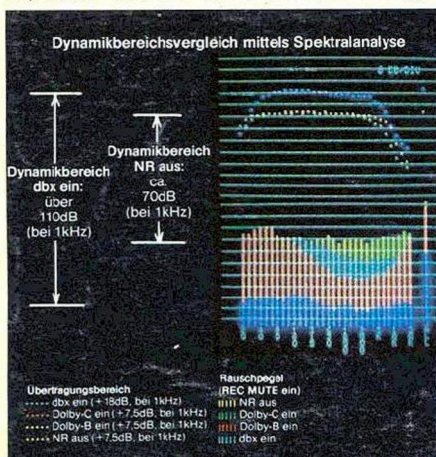 Dynamikbereichsvergleich mittels Spektralanalyse
Dynamikbereich
dbx ein:
über
110dB
(bei 1kHz)
Dynamikbereich
NR aus:
ca.
70dB
(bei 1kHz)
Übertragungsbereich
dbx ein (+18dB, bei 1kHz)
Dolby-C ein (+7,5dB, bei 1kHz)
Dolby-B ein (+7,5dB, bei 1kHz)
NR aus (+7,5dB, bei 1kHz)
Rauschpegel
(REC MUTE ein)
NR aus
Dolby-C ein
Dolby-B ein
dbx ein